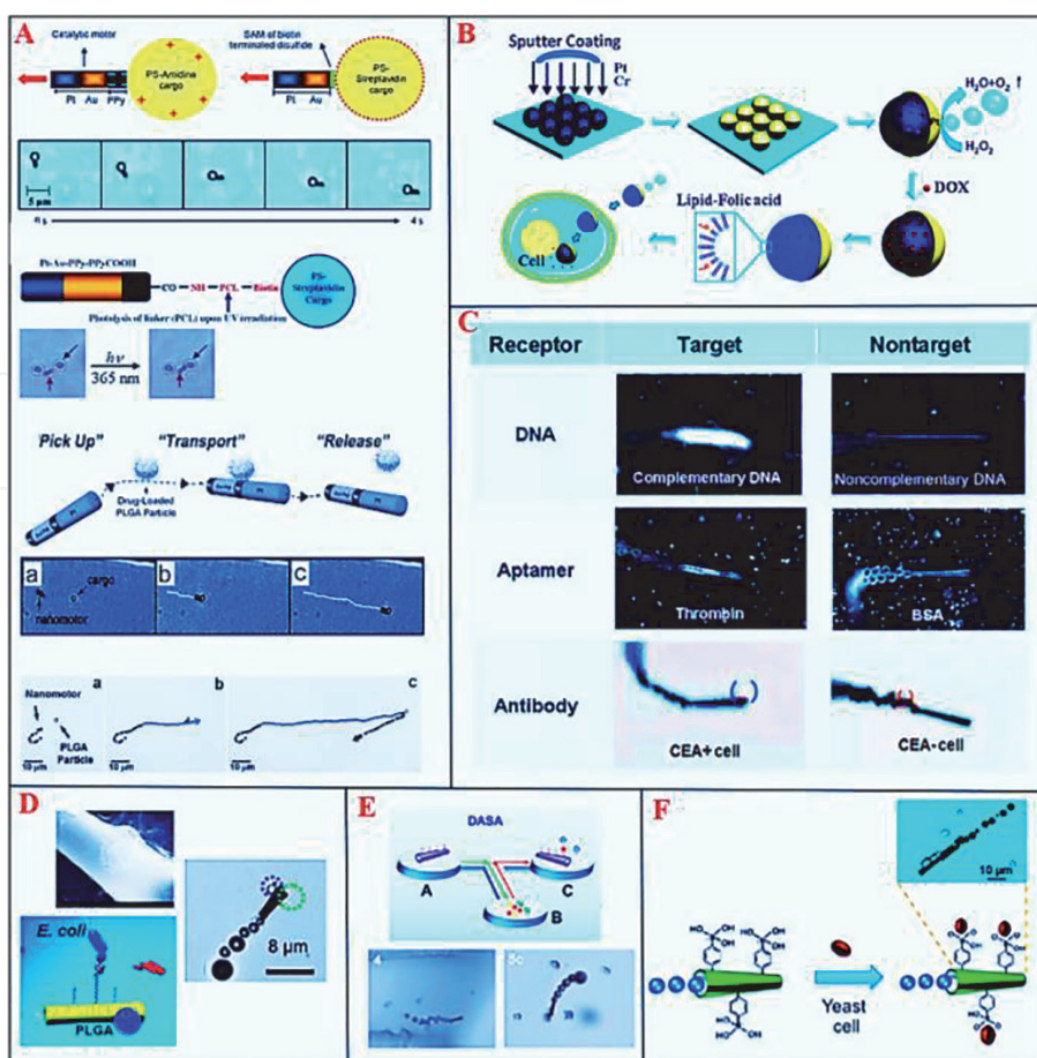 A
Catalytic motor
SAM of biotin
terminated disulfide
PS-Amidine
cargo
PS-
Streptavidin
cargo
Pt Au PPy
Pt Au
5 µm
4 s
Pt-Au-PPy-PPyCOOH
CO NH PCL Biotin
PS-
Streptavidin
Cargo
Photolysis of linker (PCL) upon UV irradiation
hν
365 nm
"Pick Up" "Transport" "Release"
Drug-Loaded
PLGA Particle
a b c
cargo
nanomotor
a b c
Nanomotor
PLGA
Particle
10 µm 10 µm 10 µm
B
Sputter Coating
Pt
Cr
H₂O+O₂ ↑
H₂O₂
DOX
Lipid-Folic acid
Cell
C
Receptor Target Nontarget
DNA
Complementary DNA Noncomplementary DNA
Aptamer
Thrombin BSA
Antibody
CEA+ cell CEA- cell
D
E. coli
PLGA
8 µm
E
DASA
A C
B
4 5c
F
10 µm
Yeast
cell